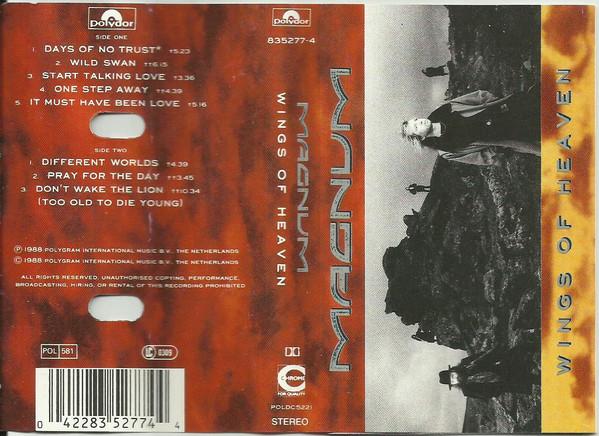 polydor
SIDE ONE
1. DAYS OF NO TRUST* †5.23
2. WILD SWAN ††6.15
3. START TALKING LOVE †3.36
4. ONE STEP AWAY ††4.39
5. IT MUST HAVE BEEN LOVE †5.16
SIDE TWO
1. DIFFERENT WORLDS †4.39
2. PRAY FOR THE DAY ††3.45
3. DON'T WAKE THE LION ††10.34
(TOO OLD TO DIE YOUNG)
Ⓟ 1988 POLYGRAM INTERNATIONAL MUSIC B.V., THE NETHERLANDS
© 1988 POLYGRAM INTERNATIONAL MUSIC B.V., THE NETHERLANDS
ALL RIGHTS RESERVED. UNAUTHORISED COPYING, PERFORMANCE,
BROADCASTING, HIRING, OR RENTAL OF THIS RECORDING PROHIBITED
POL 581
LC 0309
0 42283 52774 4
polydor
835277-4
MAGNUM
WINGS OF HEAVEN
CHROME
FOR QUALITY
POLDC5221
STEREO
MAGNUM
WINGS OF HEAVEN